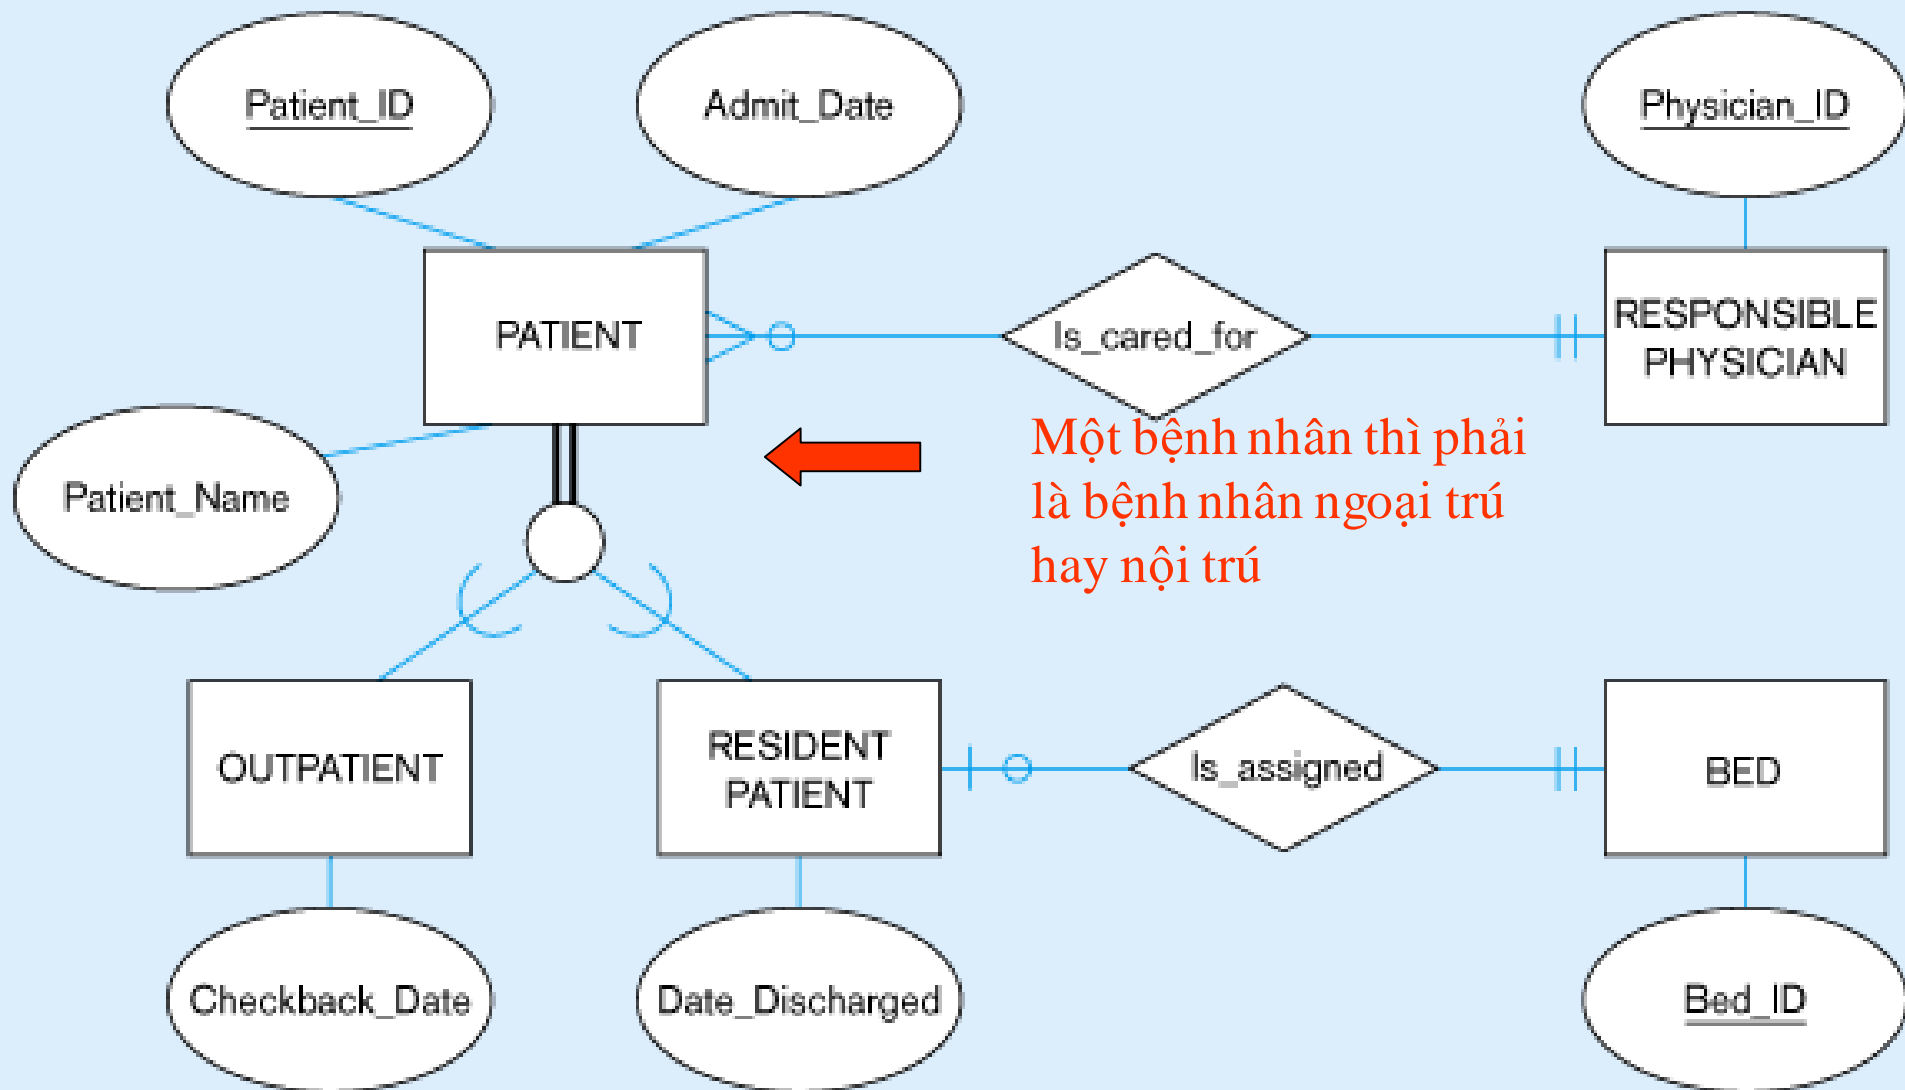 Patient_ID
Admit_Date
Physician_ID
PATIENT
Is_cared_for
RESPONSIBLE
PHYSICIAN
Patient_Name
Một bệnh nhân thì phải
là bệnh nhân ngoại trú
hay nội trú
OUTPATIENT
RESIDENT
PATIENT
Is_assigned
BED
Checkback_Date
Date_Discharged
Bed_ID